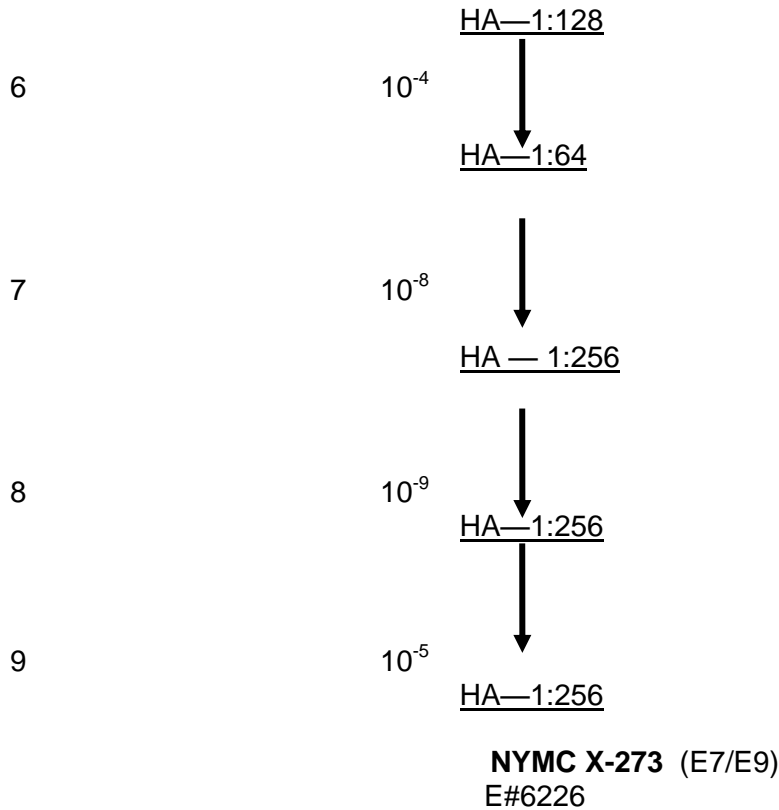 HA—1:128
6 10⁻⁴
HA—1:64
7 10⁻⁸
HA — 1:256
8 10⁻⁹
HA—1:256
9 10⁻⁵
HA—1:256
NYMC X-273 (E7/E9)
E#6226